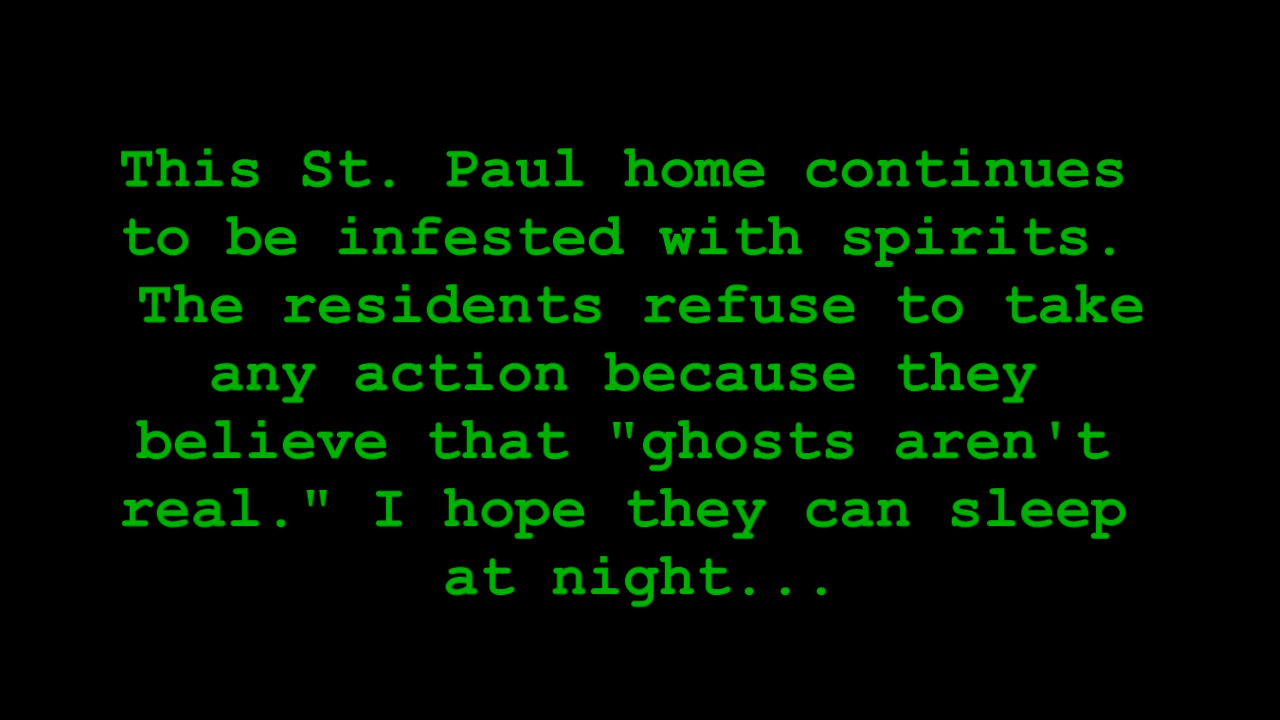 This St. Paul home continues
to be infested with spirits.
The residents refuse to take
any action because they
believe that "ghosts aren't
real." I hope they can sleep
at night...